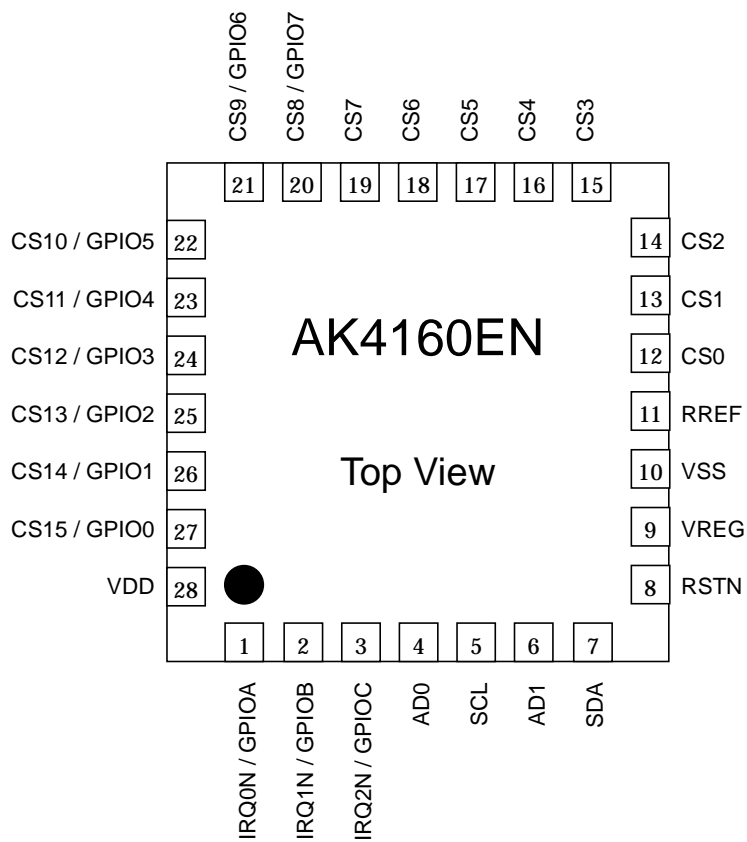 CS9 / GPIO6
CS8 / GPIO7
CS7
CS6
CS5
CS4
CS3
21
20
19
18
17
16
15
CS10 / GPIO5
22
14
CS2
CS11 / GPIO4
23
13
CS1
AK4160EN
CS12 / GPIO3
24
12
CS0
CS13 / GPIO2
25
11
RREF
CS14 / GPIO1
26
Top View
10
VSS
CS15 / GPIO0
27
9
VREG
VDD
28
8
RSTN
1
2
3
4
5
6
7
IRQ0N / GPIOA
IRQ1N / GPIOB
IRQ2N / GPIOC
AD0
SCL
AD1
SDA